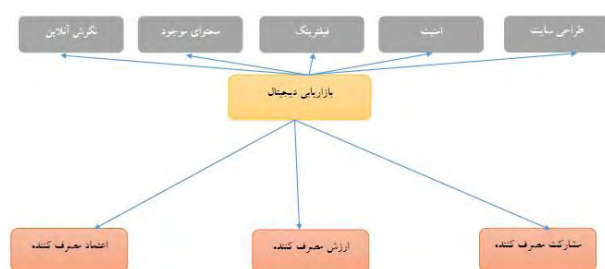 طراحی سایت
امنیت
فیلترینگ
محتوای موجود
نگرش آنلاین
بازاریابی دیجیتال
مشارکت مصرف کننده
ارزش مصرف کننده
اعتماد مصرف کننده